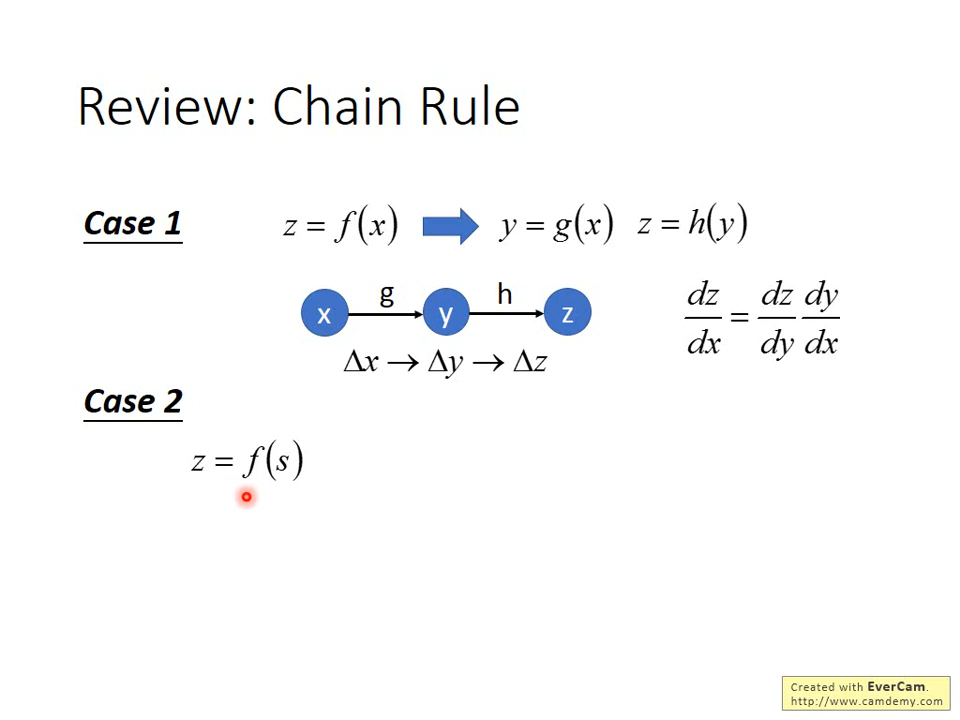 Review: Chain Rule
Case 1
z = f(x) y = g(x) z = h(y)
g h
x y z
dz/dx = dz/dy dy/dx
Δx → Δy → Δz
Case 2
z = f(s)
Created with EverCam.
http://www.camdemy.com